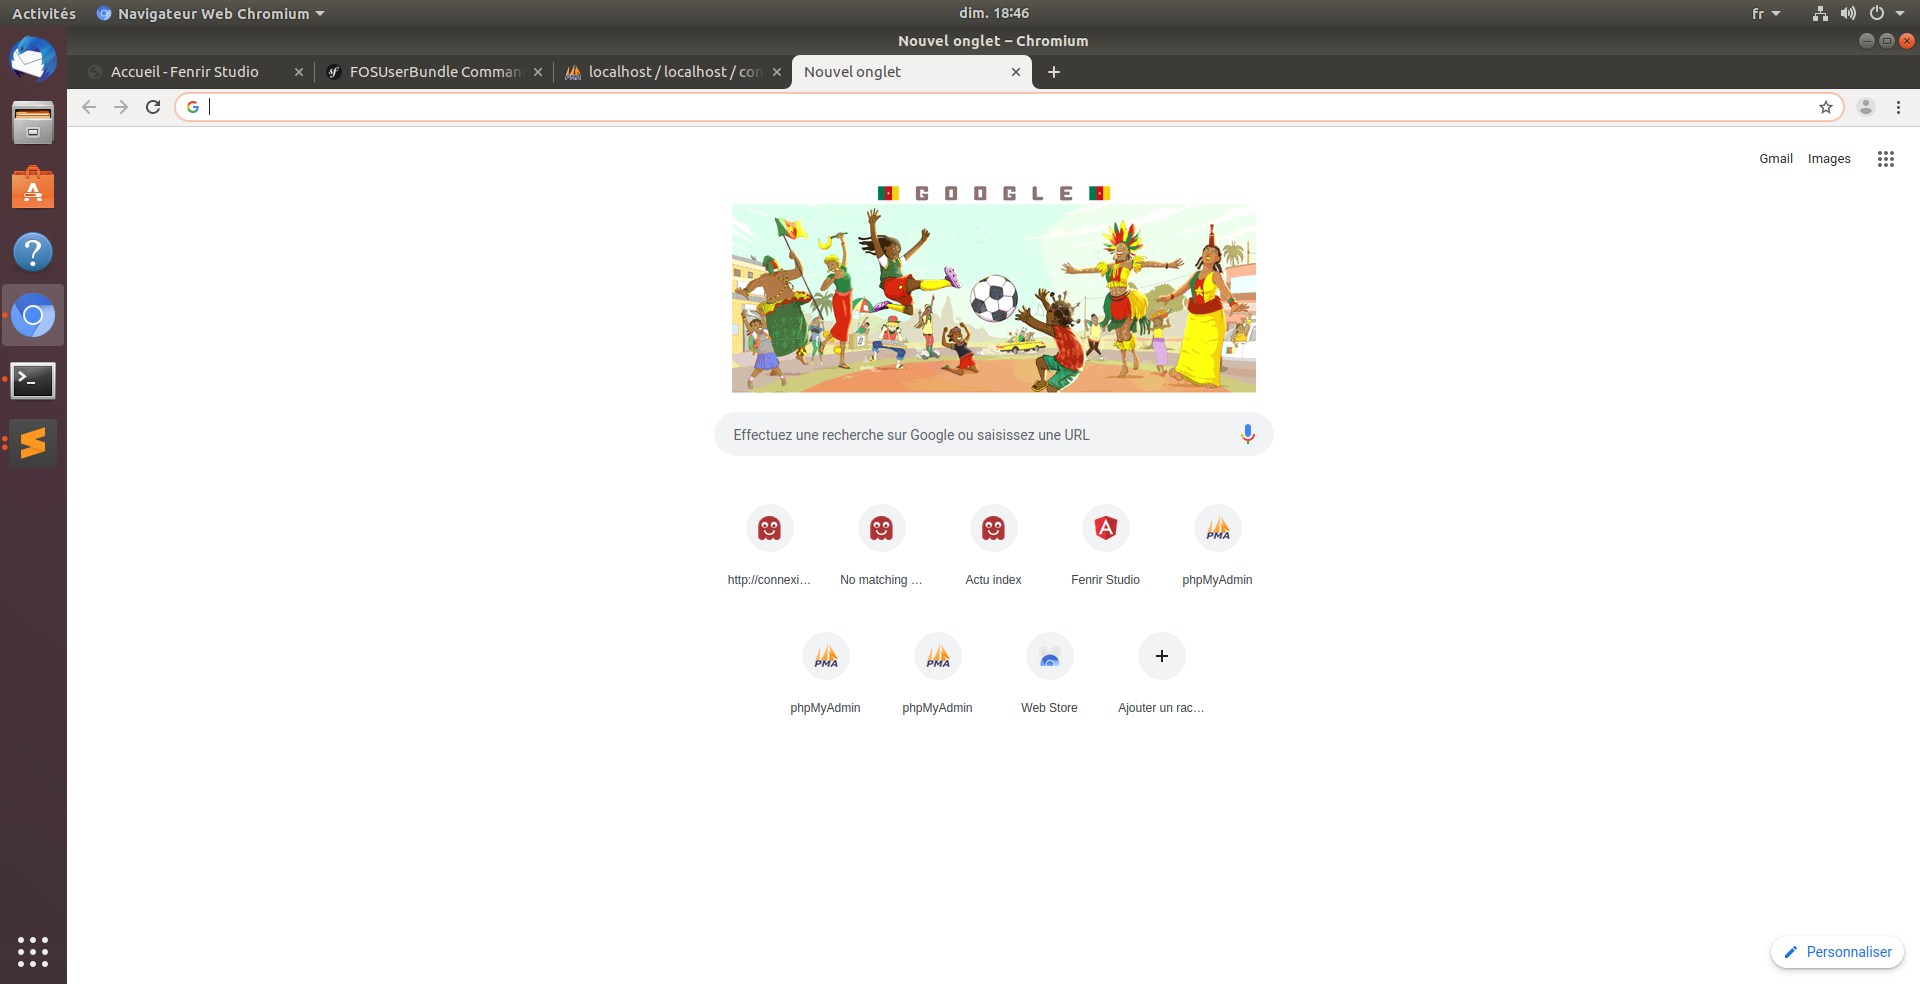 Activités Navigateur Web Chromium dim. 18:46 fr
Nouvel onglet – Chromium
Accueil - Fenrir Studio FOSUserBundle Comman localhost / localhost / con Nouvel onglet
Gmail Images
GOOGLE
Effectuez une recherche sur Google ou saisissez une URL
http://connexi… No matching … Actu index Fenrir Studio phpMyAdmin
PMA
PMA PMA
phpMyAdmin phpMyAdmin Web Store Ajouter un rac…
Personnaliser